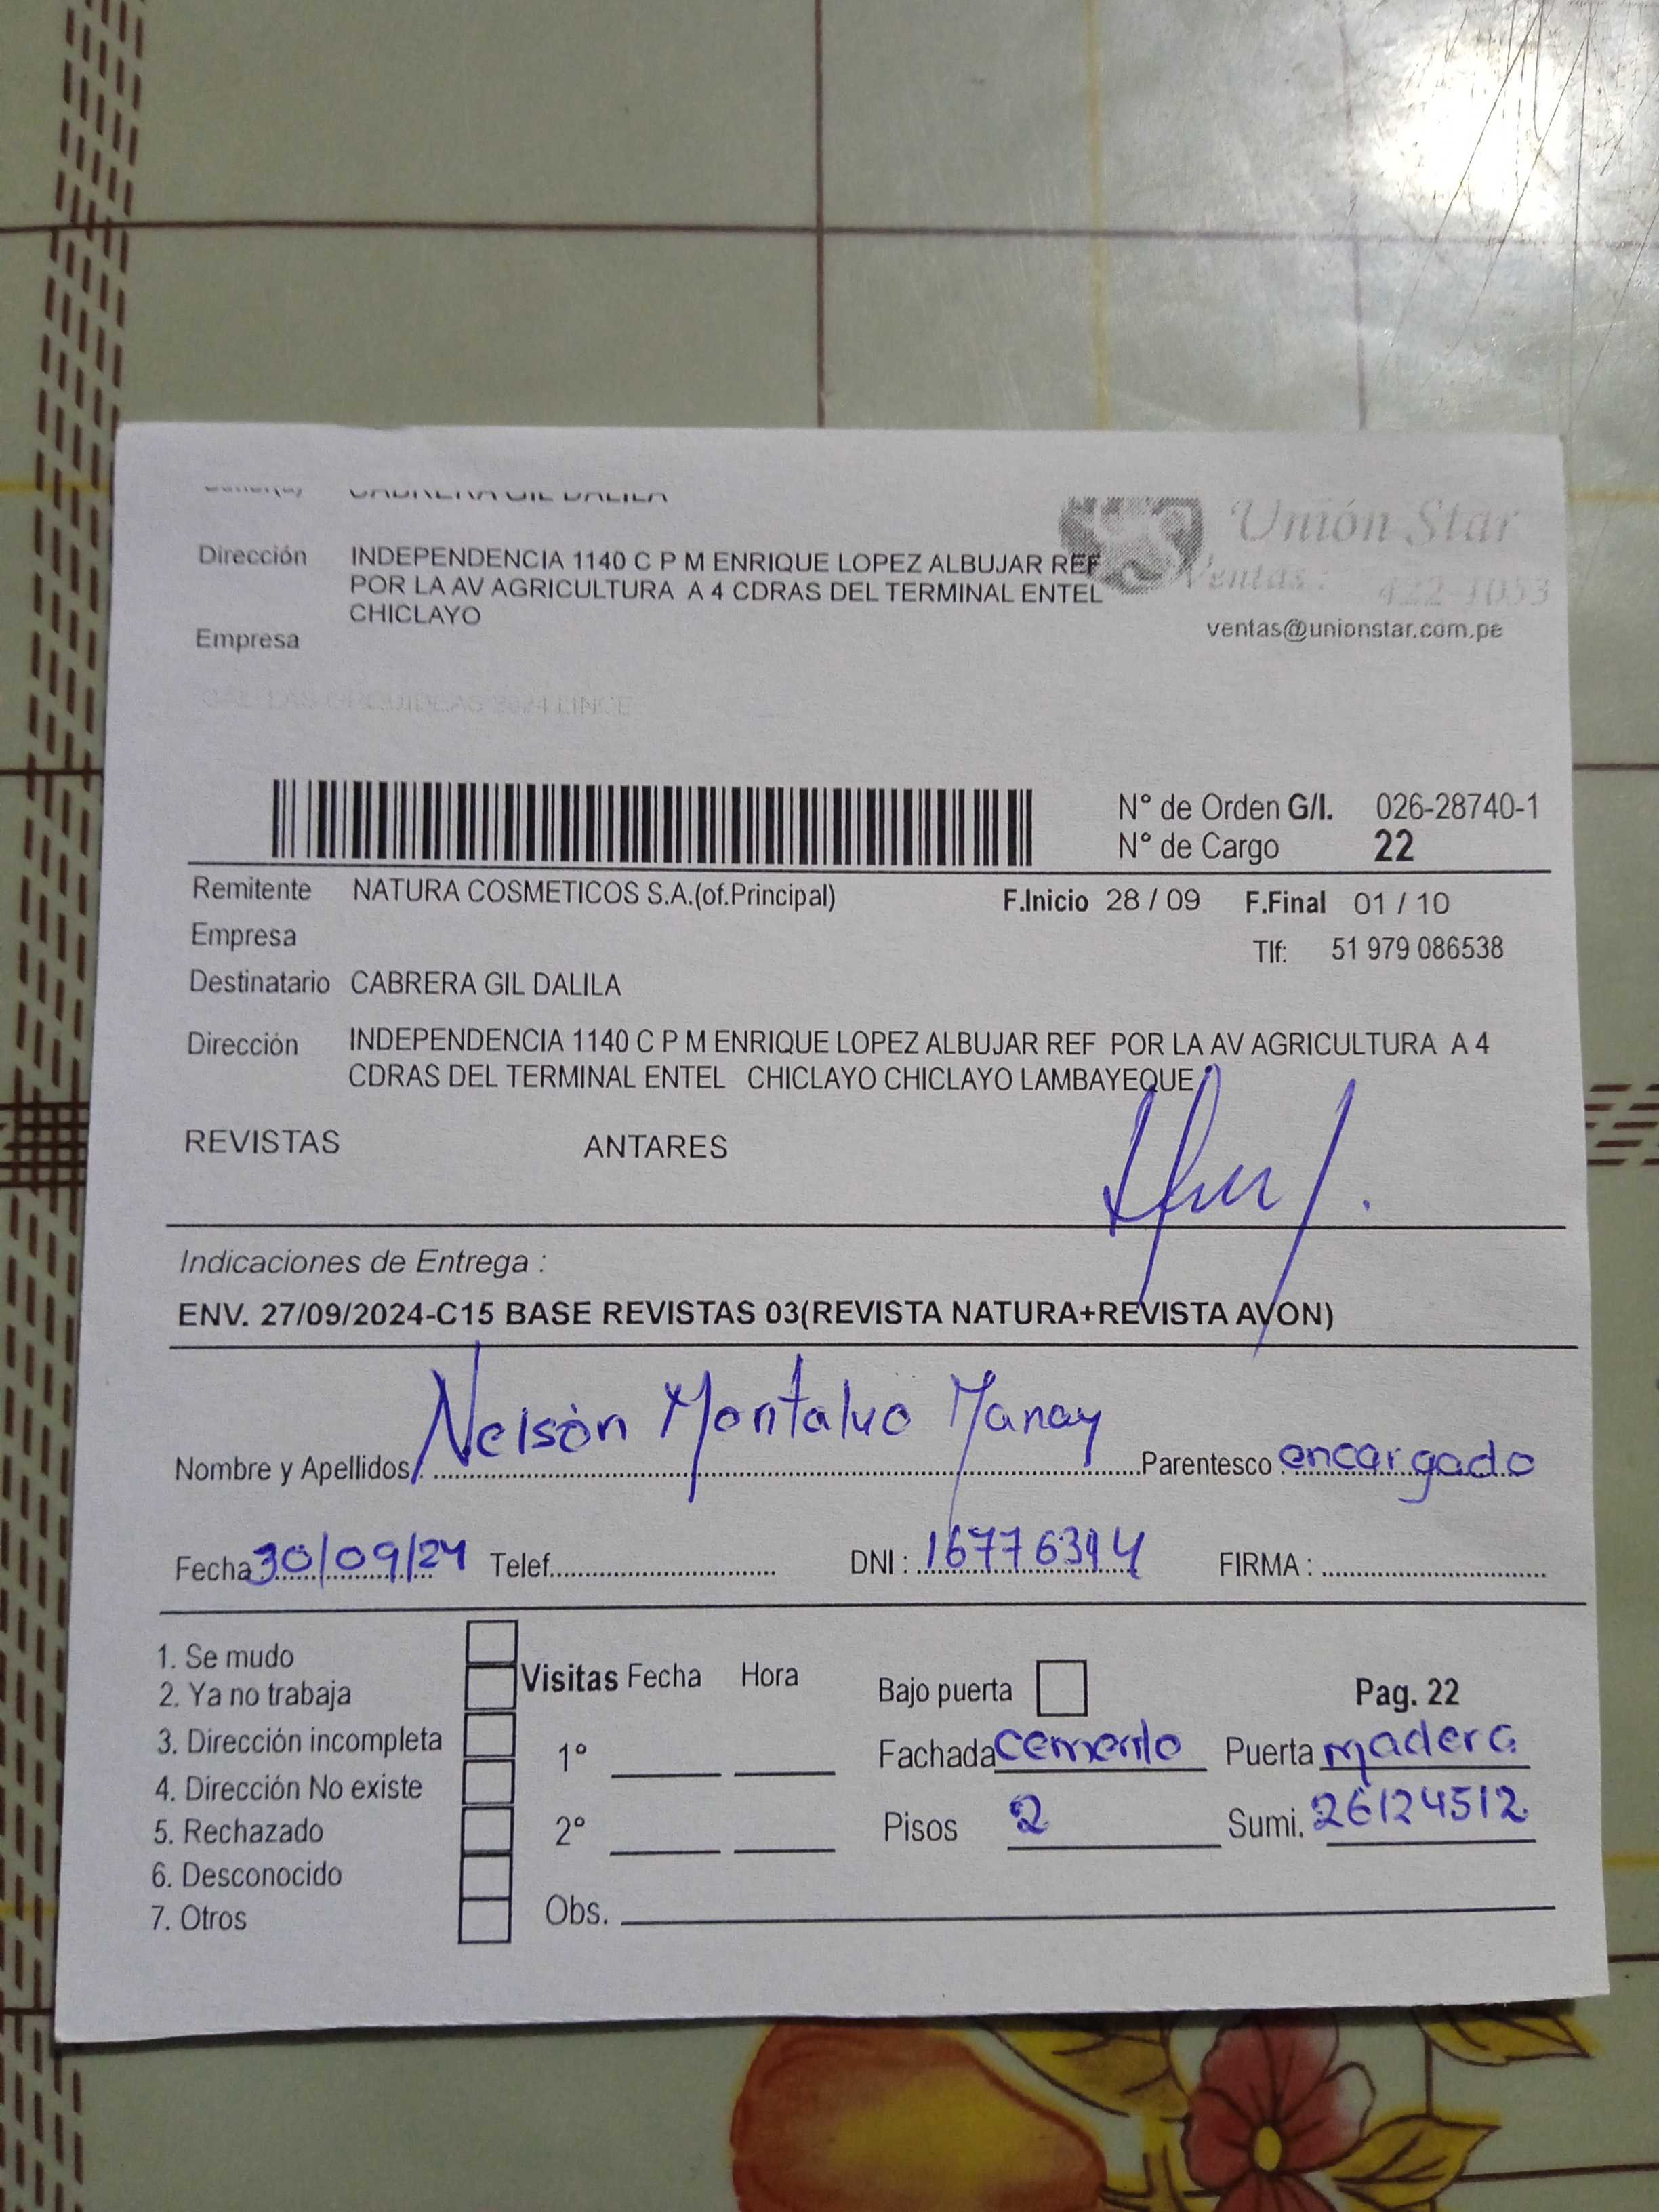 CABRERA GIL DALILA
Unión Star
Dirección INDEPENDENCIA 1140 C P M ENRIQUE LOPEZ ALBUJAR REF
POR LA AV AGRICULTURA A 4 CDRAS DEL TERMINAL ENTEL
Ventas: 422-1053
CHICLAYO
ventas@unionstar.com.pe
Empresa
CAL LAS ORQUIDEAS 3024 LINCE
N° de Orden G/I. 026-28740-1
N° de Cargo 22
Remitente NATURA COSMETICOS S.A.(of.Principal) F.Inicio 28 / 09 F.Final 01 / 10
Empresa
Tlf: 51 979 086538
Destinatario CABRERA GIL DALILA
Dirección INDEPENDENCIA 1140 C P M ENRIQUE LOPEZ ALBUJAR REF POR LA AV AGRICULTURA A 4
CDRAS DEL TERMINAL ENTEL CHICLAYO CHICLAYO LAMBAYEQUE
REVISTAS ANTARES
Indicaciones de Entrega :
ENV. 27/09/2024-C15 BASE REVISTAS 03(REVISTA NATURA+REVISTA AVON)
Nombre y Apellidos Nelson Montalvo Manay Parentesco encargado
Fecha 30/09/24 Telef. DNI : 16776394 FIRMA :
1. Se mudo
2. Ya no trabaja
3. Dirección incompleta
4. Dirección No existe
5. Rechazado
6. Desconocido
7. Otros
Visitas Fecha Hora
1°
2°
Obs.
Bajo puerta Pag. 22
Fachada cemento Puerta madera
Pisos 2 Sumi. 26124512